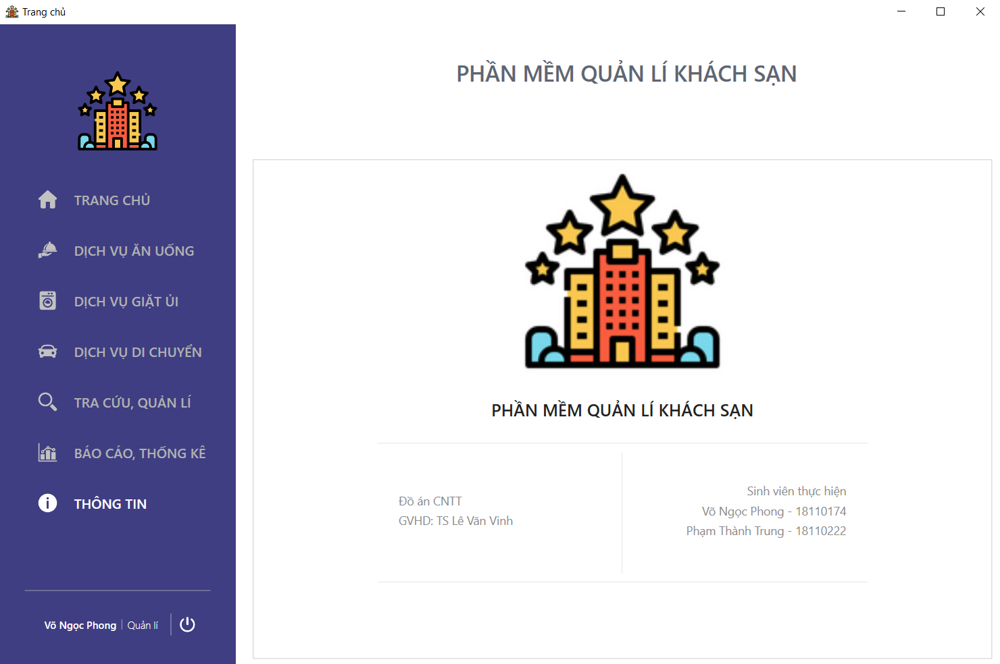 Trang chủ
PHẦN MỀM QUẢN LÍ KHÁCH SẠN
TRANG CHỦ
DỊCH VỤ ĂN UỐNG
DỊCH VỤ GIẶT ỦI
DỊCH VỤ DI CHUYỂN
TRA CỨU, QUẢN LÍ
BÁO CÁO, THỐNG KÊ
THÔNG TIN
Võ Ngọc Phong | Quản lí
PHẦN MỀM QUẢN LÍ KHÁCH SẠN
Đồ án CNTT
GVHD: TS Lê Văn Vinh
Sinh viên thực hiện
Võ Ngọc Phong - 18110174
Phạm Thành Trung - 18110222